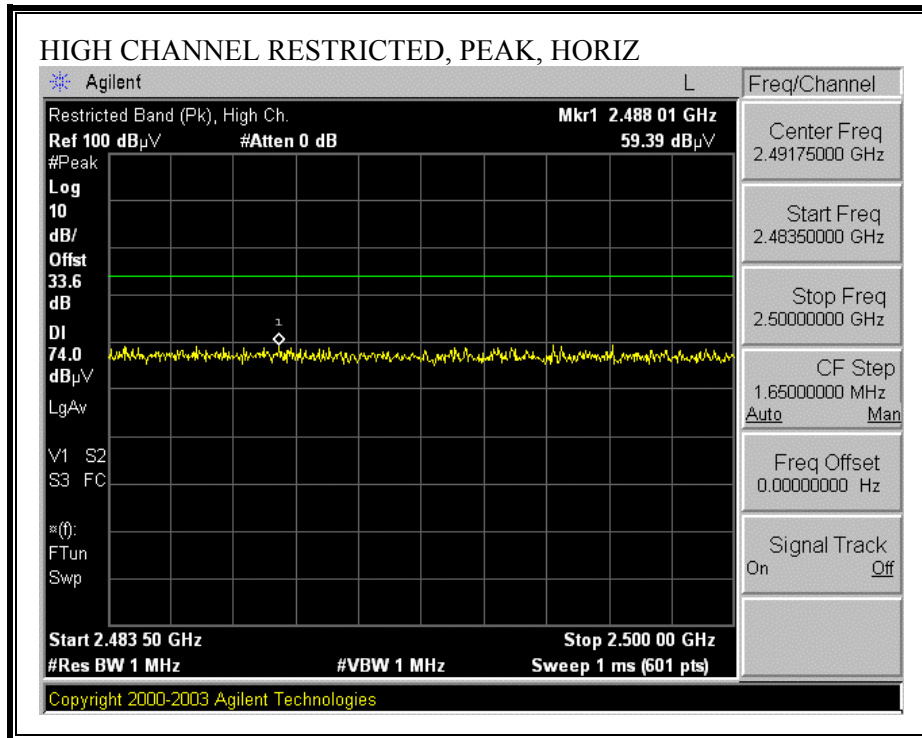 HIGH CHANNEL RESTRICTED, PEAK, HORIZ
Agilent L Freq/Channel
Restricted Band (Pk), High Ch. Mkr1 2.488 01 GHz
Ref 100 dBµV #Atten 0 dB 59.39 dBµV
#Peak
Log
10
dB/
Offst
33.6
dB
DI
74.0
dBµV
LgAv
V1 S2
S3 FC
¤(f):
FTun
Swp
1
Start 2.483 50 GHz Stop 2.500 00 GHz
#Res BW 1 MHz #VBW 1 MHz Sweep 1 ms (601 pts)
Copyright 2000-2003 Agilent Technologies
Center Freq
2.49175000 GHz
Start Freq
2.48350000 GHz
Stop Freq
2.50000000 GHz
CF Step
1.65000000 MHz
Auto Man
Freq Offset
0.00000000 Hz
Signal Track
On Off